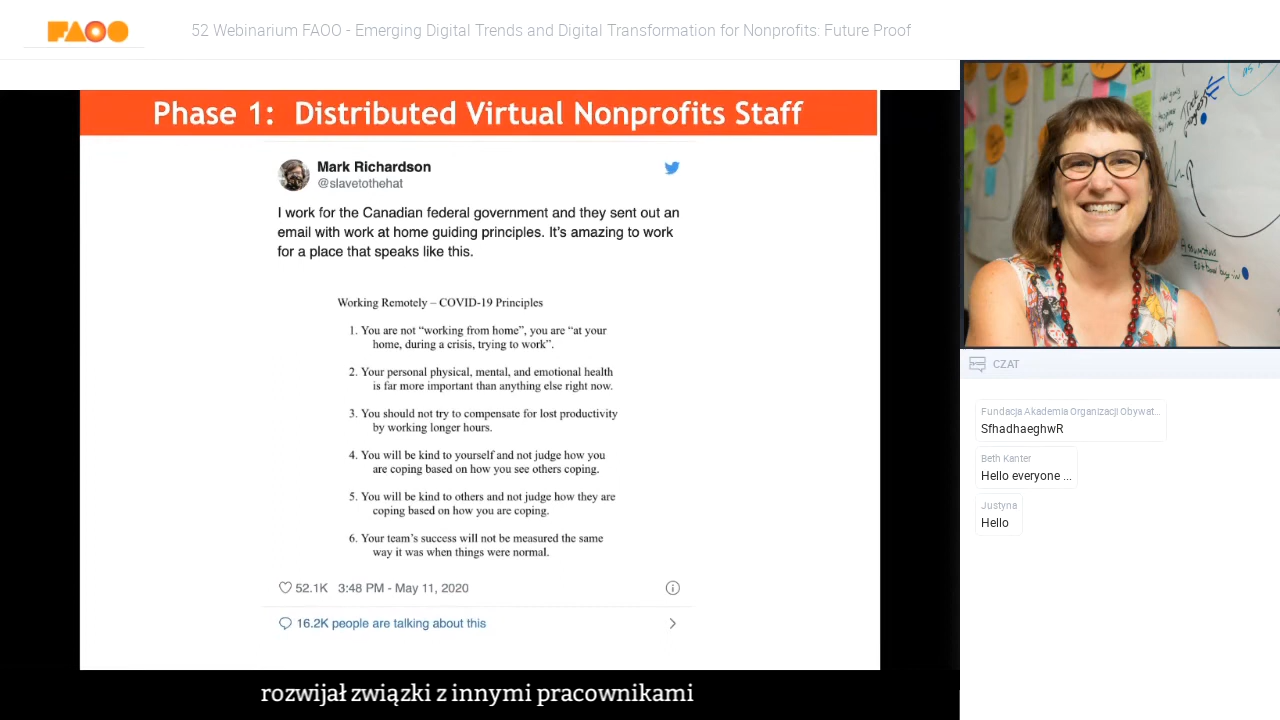 FAOO
52 Webinarium FAOO - Emerging Digital Trends and Digital Transformation for Nonprofits: Future Proof
Phase 1: Distributed Virtual Nonprofits Staff
Mark Richardson
@slavetothehat
I work for the Canadian federal government and they sent out an
email with work at home guiding principles. It's amazing to work
for a place that speaks like this.
Working Remotely – COVID-19 Principles
1. You are not “working from home”, you are “at your
home, during a crisis, trying to work”.
2. Your personal physical, mental, and emotional health
is far more important than anything else right now.
3. You should not try to compensate for lost productivity
by working longer hours.
4. You will be kind to yourself and not judge how you
are coping based on how you see others coping.
5. You will be kind to others and not judge how they are
coping based on how you are coping.
6. Your team’s success will not be measured the same
way it was when things were normal.
52.1K 3:48 PM - May 11, 2020
16.2K people are talking about this
rozwijał związki z innymi pracownikami
CZAT
Fundacja Akademia Organizacji Obywat...
SfhadhaeghwR
Beth Kanter
Hello everyone ...
Justyna
Hello